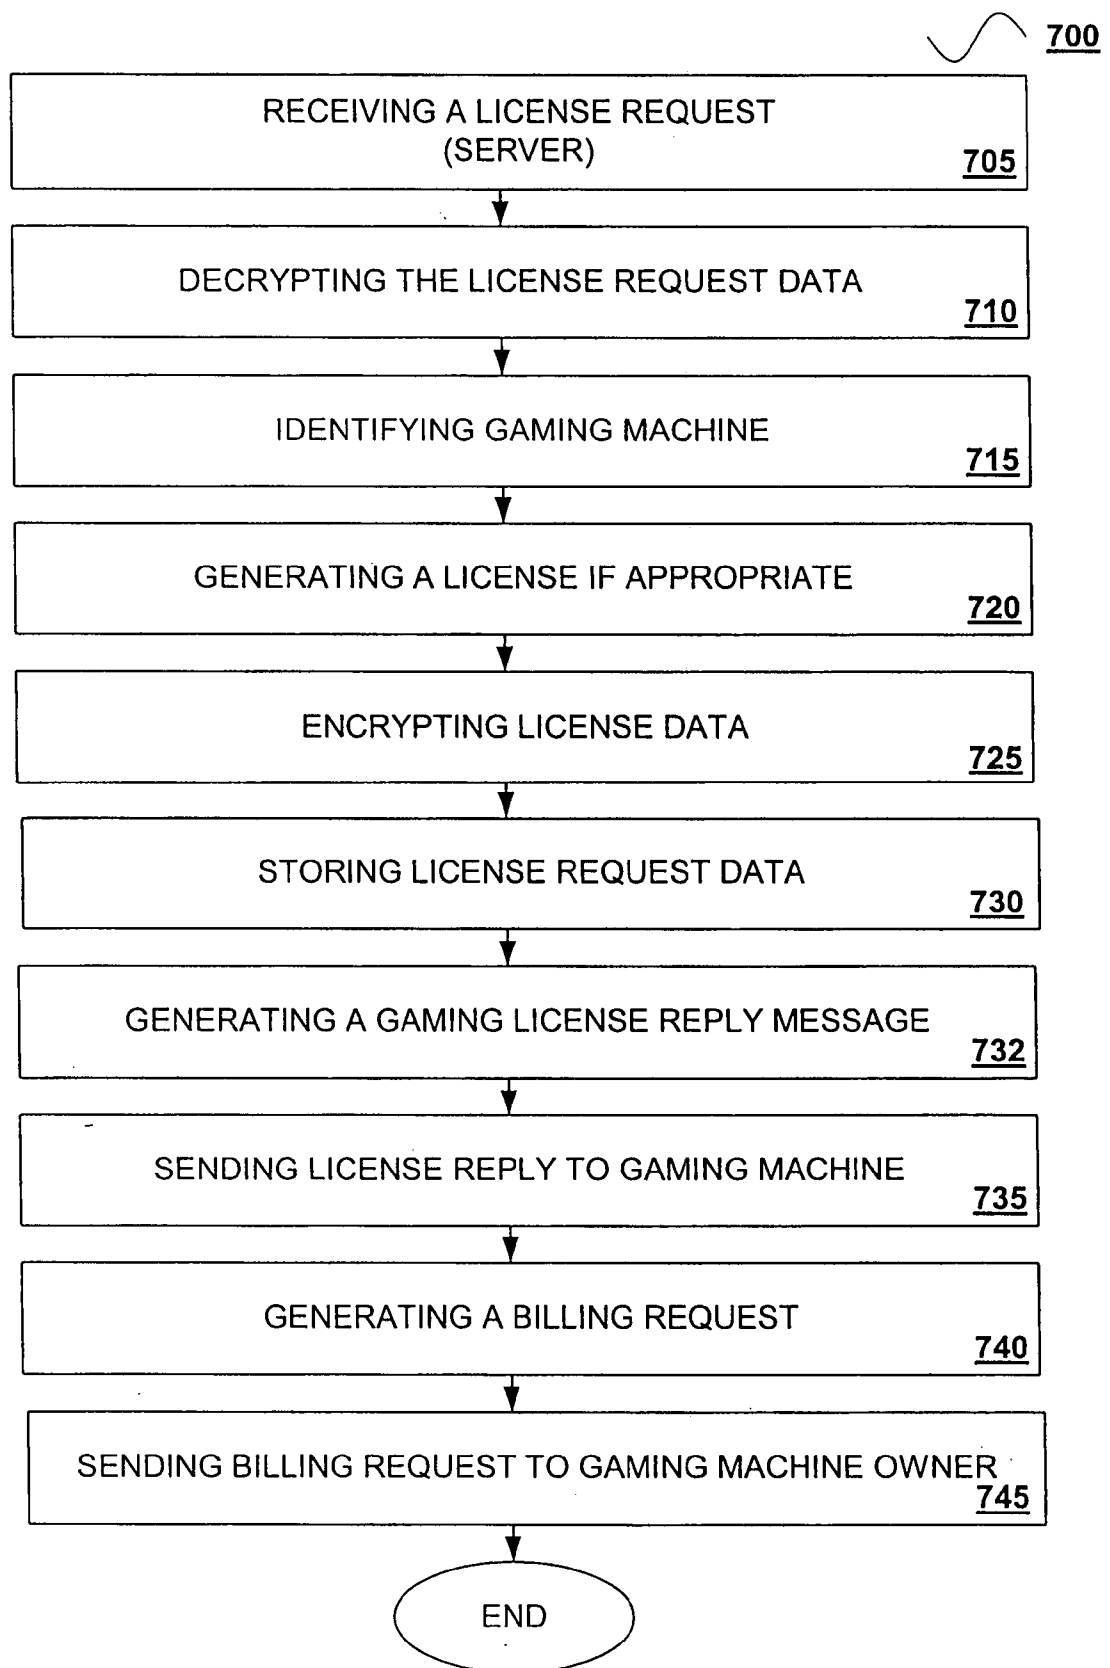 700
RECEIVING A LICENSE REQUEST
(SERVER)
705
DECRYPTING THE LICENSE REQUEST DATA
710
IDENTIFYING GAMING MACHINE
715
GENERATING A LICENSE IF APPROPRIATE
720
ENCRYPTING LICENSE DATA
725
STORING LICENSE REQUEST DATA
730
GENERATING A GAMING LICENSE REPLY MESSAGE
732
SENDING LICENSE REPLY TO GAMING MACHINE
735
GENERATING A BILLING REQUEST
740
SENDING BILLING REQUEST TO GAMING MACHINE OWNER
745
END